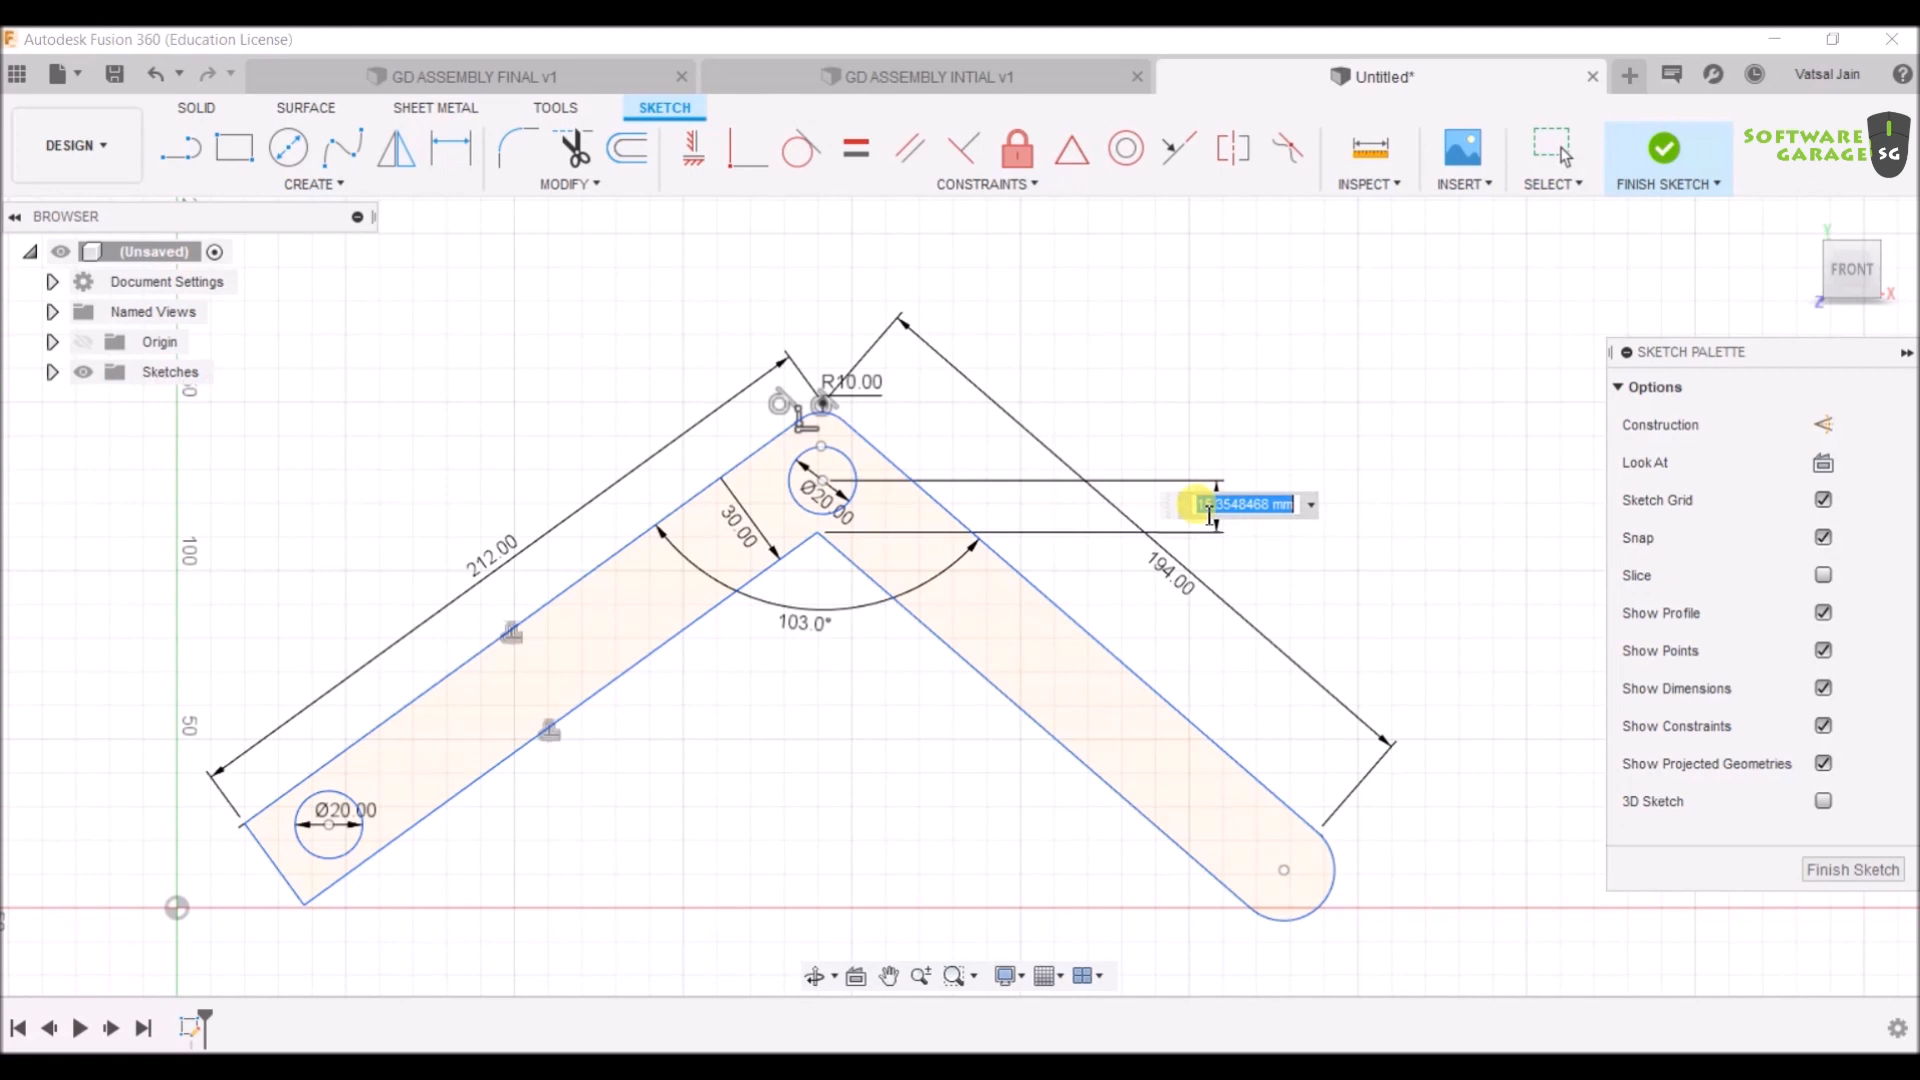 Autodesk Fusion 360 (Education License)
GD ASSEMBLY FINAL v1
GD ASSEMBLY INTIAL v1
Untitled*
Vatsal Jain
SOLID
SURFACE
SHEET METAL
TOOLS
SKETCH
DESIGN
CREATE
MODIFY
CONSTRAINTS
INSPECT
INSERT
SELECT
FINISH SKETCH
SOFTWARE
GARAGE
SG
BROWSER
(Unsaved)
Document Settings
Named Views
Origin
Sketches
Y
FRONT
X
Z
SKETCH PALETTE
Options
Construction
Look At
Sketch Grid
Snap
Slice
Show Profile
Show Points
Show Dimensions
Show Constraints
Show Projected Geometries
3D Sketch
Finish Sketch
R10.00
Ø20.00
30.00
212.00
103.0°
194.00
Ø20.00
100
50